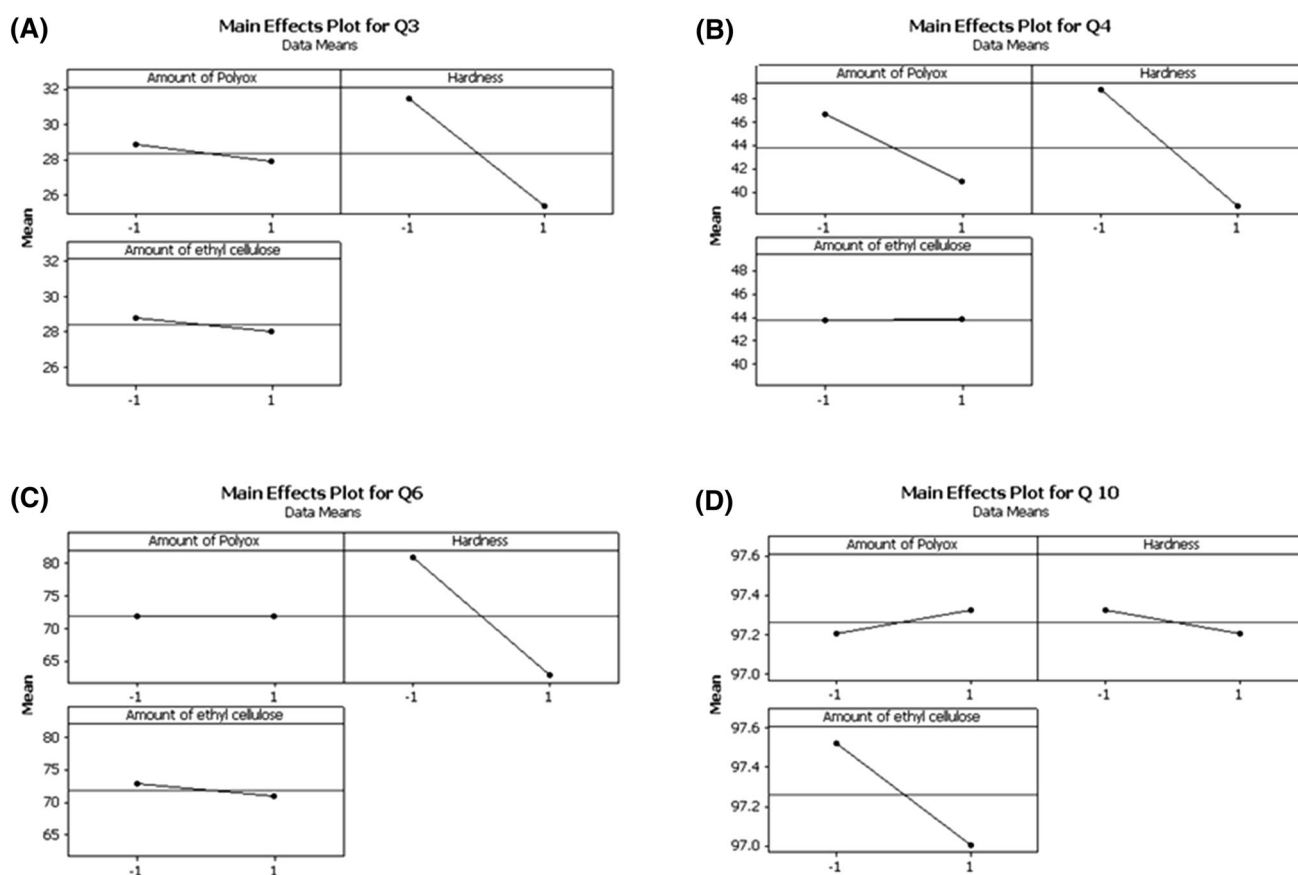 (A)
Main Effects Plot for Q3
Data Means
Amount of Polyox
Hardness
32
30
28
26
-1
1
-1
1
Amount of ethyl cellulose
32
30
28
26
-1
1
Mean
(B)
Main Effects Plot for Q4
Data Means
Amount of Polyox
Hardness
48
46
44
42
40
-1
1
-1
1
Amount of ethyl cellulose
48
46
44
42
40
-1
1
Mean
(C)
Main Effects Plot for Q6
Data Means
Amount of Polyox
Hardness
80
75
70
65
-1
1
-1
1
Amount of ethyl cellulose
80
75
70
65
-1
1
Mean
(D)
Main Effects Plot for Q 10
Data Means
Amount of Polyox
Hardness
97.6
97.4
97.2
97.0
-1
1
-1
1
Amount of ethyl cellulose
97.6
97.4
97.2
97.0
-1
1
Mean